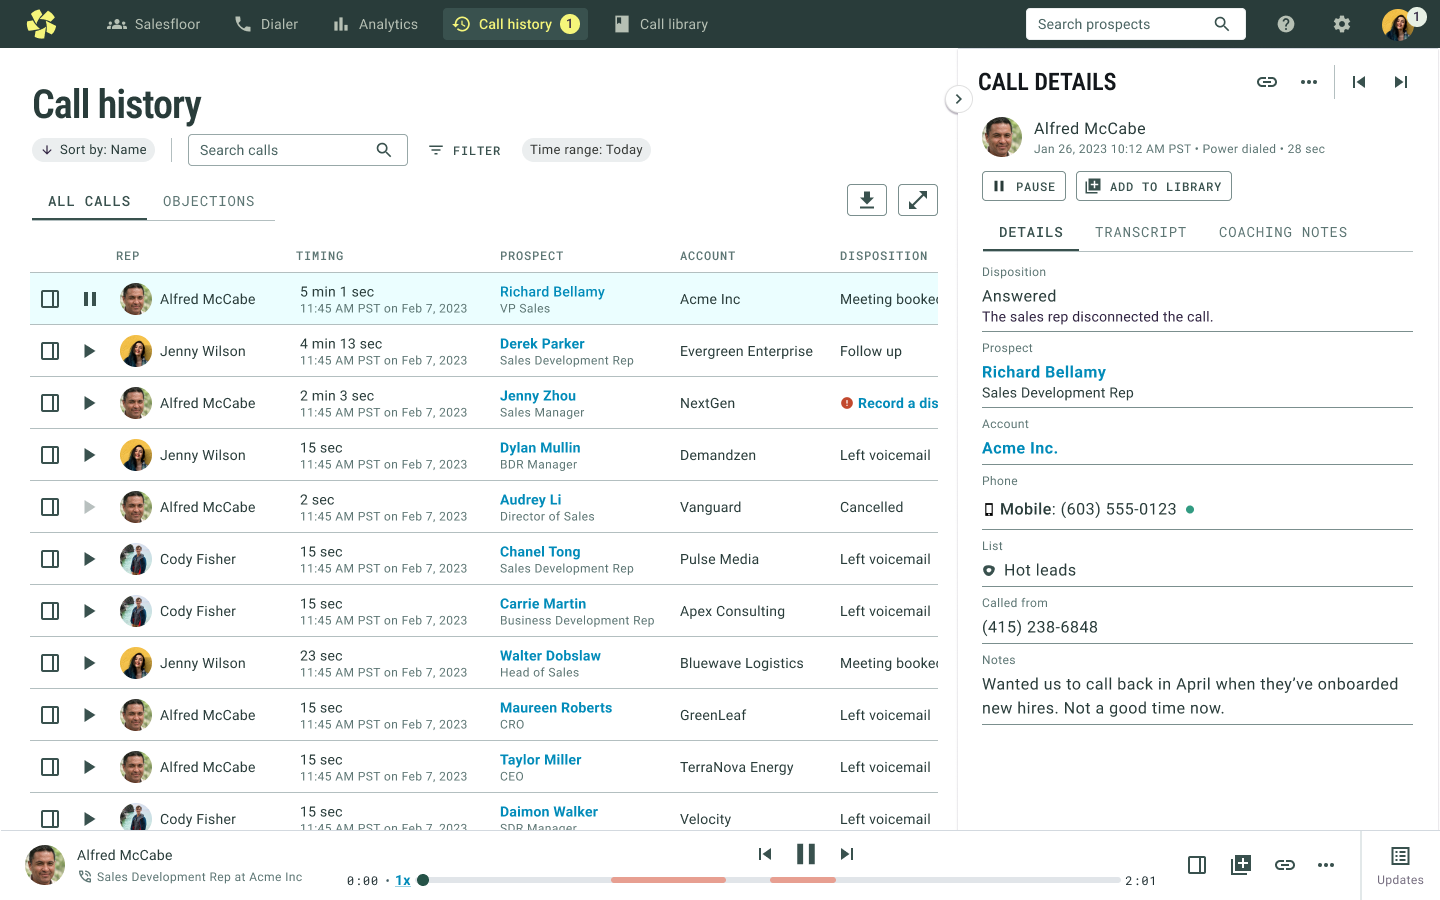 Salesfloor
Dialer
Analytics
Call history 1
Call library
Search prospects
1
Call history
Sort by: Name
Search calls
FILTER
Time range: Today
ALL CALLS
OBJECTIONS
REP TIMING PROSPECT ACCOUNT DISPOSITION
Alfred McCabe 5 min 1 sec Richard Bellamy Acme Inc Meeting booked
11:45 AM PST on Feb 7, 2023 VP Sales
Jenny Wilson 4 min 13 sec Derek Parker Evergreen Enterprise Follow up
11:45 AM PST on Feb 7, 2023 Sales Development Rep
Alfred McCabe 2 min 3 sec Jenny Zhou NextGen Record a dis
11:45 AM PST on Feb 7, 2023 Sales Manager
Jenny Wilson 15 sec Dylan Mullin Demandzen Left voicemail
11:45 AM PST on Feb 7, 2023 BDR Manager
Alfred McCabe 2 sec Audrey Li Vanguard Cancelled
11:45 AM PST on Feb 7, 2023 Director of Sales
Cody Fisher 15 sec Chanel Tong Pulse Media Left voicemail
11:45 AM PST on Feb 7, 2023 Sales Development Rep
Cody Fisher 15 sec Carrie Martin Apex Consulting Left voicemail
11:45 AM PST on Feb 7, 2023 Business Development Rep
Jenny Wilson 23 sec Walter Dobslaw Bluewave Logistics Meeting booked
11:45 AM PST on Feb 7, 2023 Head of Sales
Alfred McCabe 15 sec Maureen Roberts GreenLeaf Left voicemail
11:45 AM PST on Feb 7, 2023 CRO
Alfred McCabe 15 sec Taylor Miller TerraNova Energy Left voicemail
11:45 AM PST on Feb 7, 2023 CEO
Cody Fisher 15 sec Daimon Walker Velocity Left voicemail
11:45 AM PST on Feb 7, 2023 SDR Manager
CALL DETAILS
Alfred McCabe
Jan 26, 2023 10:12 AM PST • Power dialed • 28 sec
PAUSE
ADD TO LIBRARY
DETAILS
TRANSCRIPT
COACHING NOTES
Disposition
Answered
The sales rep disconnected the call.
Prospect
Richard Bellamy
Sales Development Rep
Account
Acme Inc.
Phone
Mobile: (603) 555-0123
List
Hot leads
Called from
(415) 238-6848
Notes
Wanted us to call back in April when they’ve onboarded
new hires. Not a good time now.
Alfred McCabe
Sales Development Rep at Acme Inc
0:00 • 1x
2:01
Updates